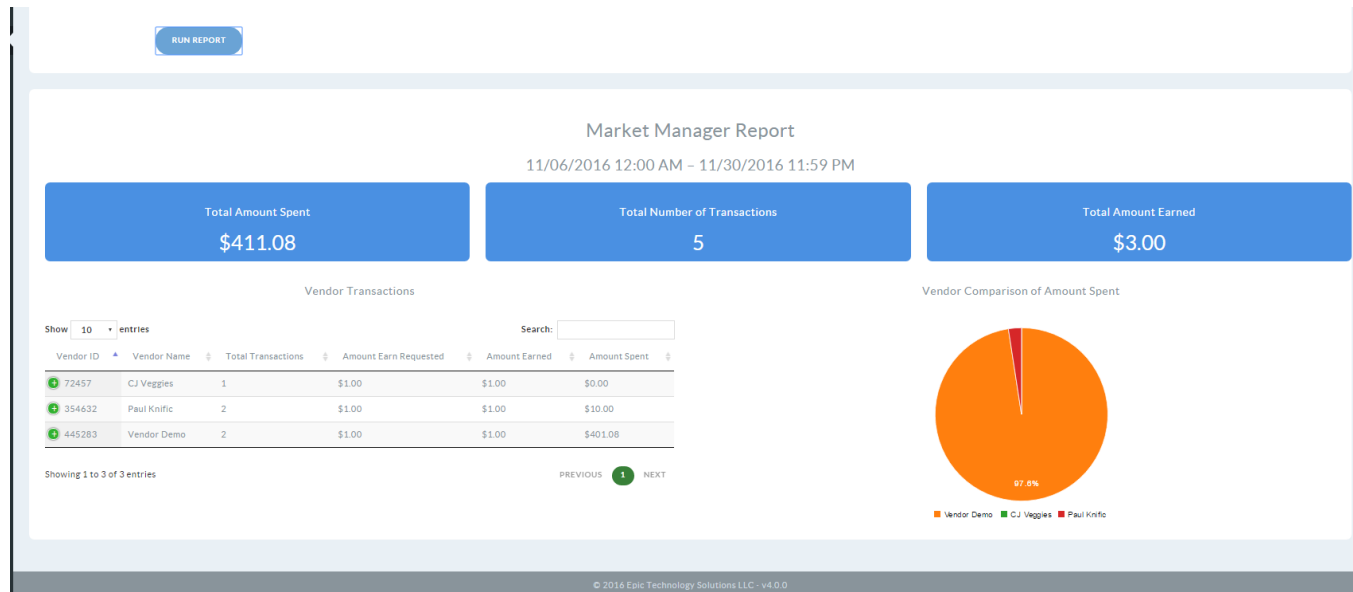 RUN REPORT
Market Manager Report
11/06/2016 12:00 AM – 11/30/2016 11:59 PM
Total Amount Spent
$411.08
Total Number of Transactions
5
Total Amount Earned
$3.00
Vendor Transactions
Show 10 entries Search:
Vendor ID Vendor Name Total Transactions Amount Earn Requested Amount Earned Amount Spent
72457 CJ Veggies 1 $1.00 $1.00 $0.00
354632 Paul Knific 2 $1.00 $1.00 $10.00
445283 Vendor Demo 2 $1.00 $1.00 $401.08
Showing 1 to 3 of 3 entries PREVIOUS 1 NEXT
Vendor Comparison of Amount Spent
97.6%
Vendor Demo CJ Veggies Paul Knific
© 2016 Epic Technology Solutions LLC - v4.0.0